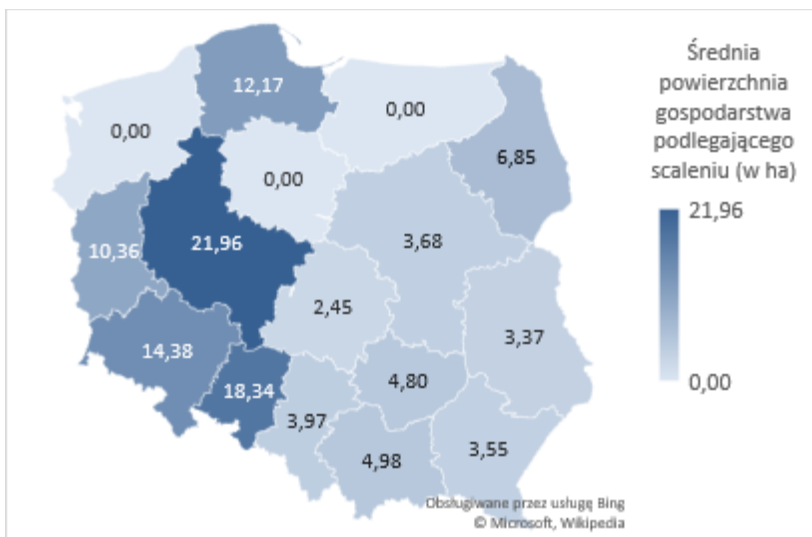 Średnia
powierzchnia
gospodarstwa
podlegającego
scaleniu (w ha)
21,96
0,00
12,17
0,00
0,00
6,85
0,00
10,36
21,96
3,68
2,45
3,37
14,38
18,34
4,80
3,97
4,98
3,55
Obsługiwane przez usługę Bing
© Microsoft, Wikipedia